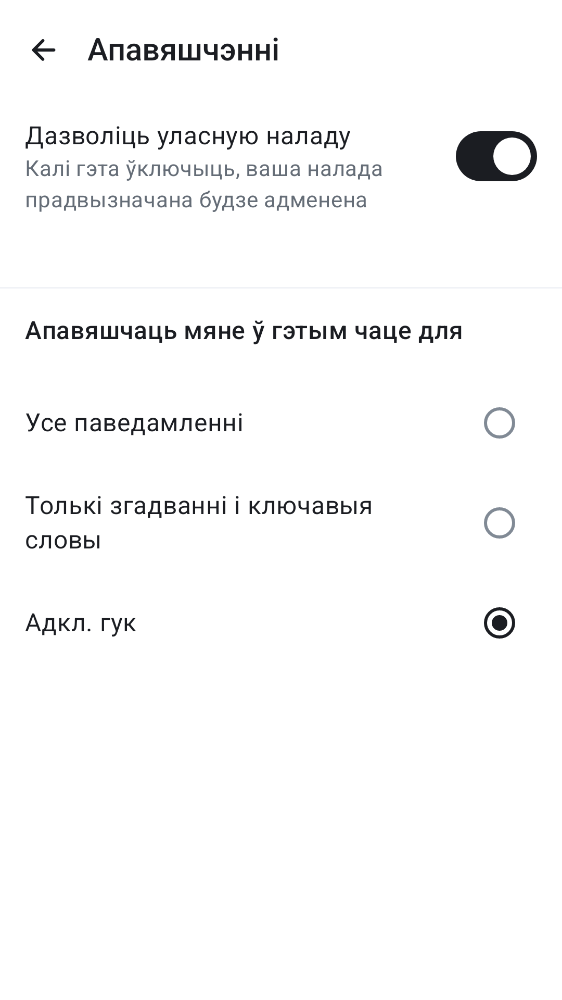 Апавяшчэнні
Дазволіць уласную наладу
Калі гэта ўключыць, ваша налада
прадвызначана будзе адменена
Апавяшчаць мяне ў гэтым чаце для
Усе паведамленні
Толькі згадванні і ключавыя
словы
Адкл. гук